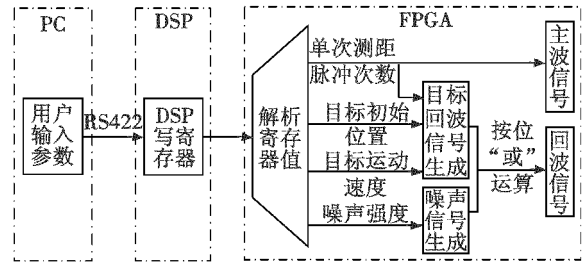 PC
DSP
FPGA
用户
输入
参数
RS422
DSP
写寄
存器
解析
寄存
器值
单次测距
脉冲次数
目标初始
位置
目标运动
速度
噪声强度
目标
回波
信号
生成
噪声
信号
生成
按位
“或”
运算
主波信号
回波信号